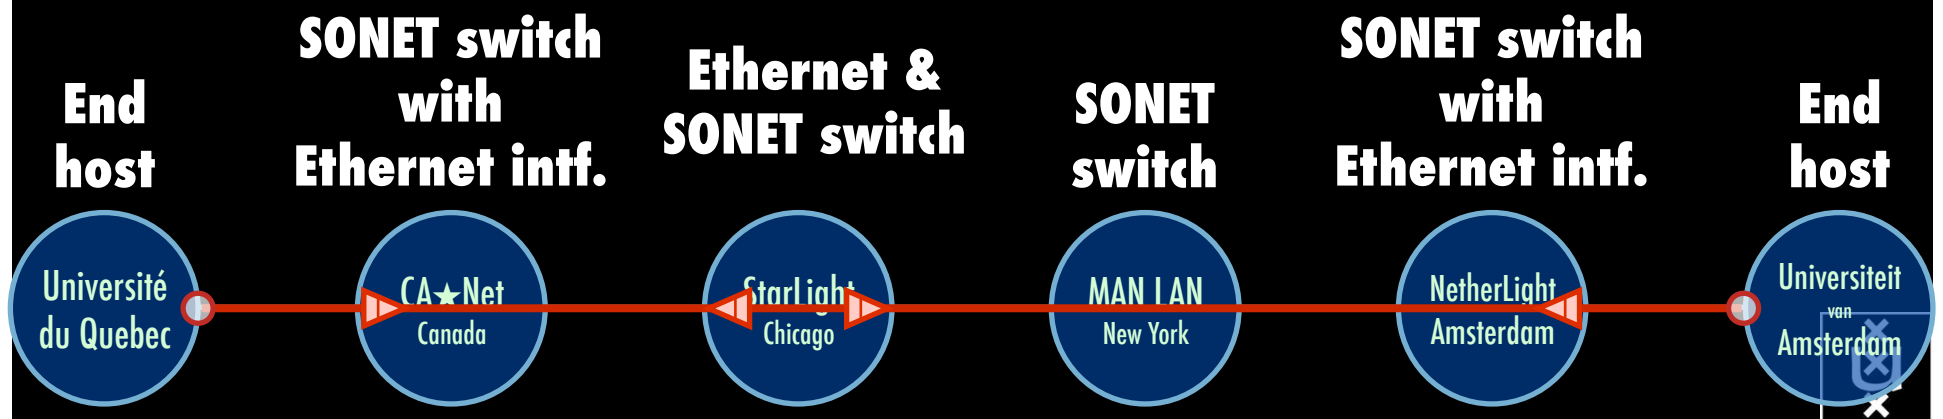 End
host
SONET switch
with
Ethernet intf.
Ethernet &
SONET switch
SONET
switch
SONET switch
with
Ethernet intf.
End
host
Université
du Quebec
CA★Net
Canada
StarLight
Chicago
MAN LAN
New York
NetherLight
Amsterdam
Universiteit
van
Amsterdam